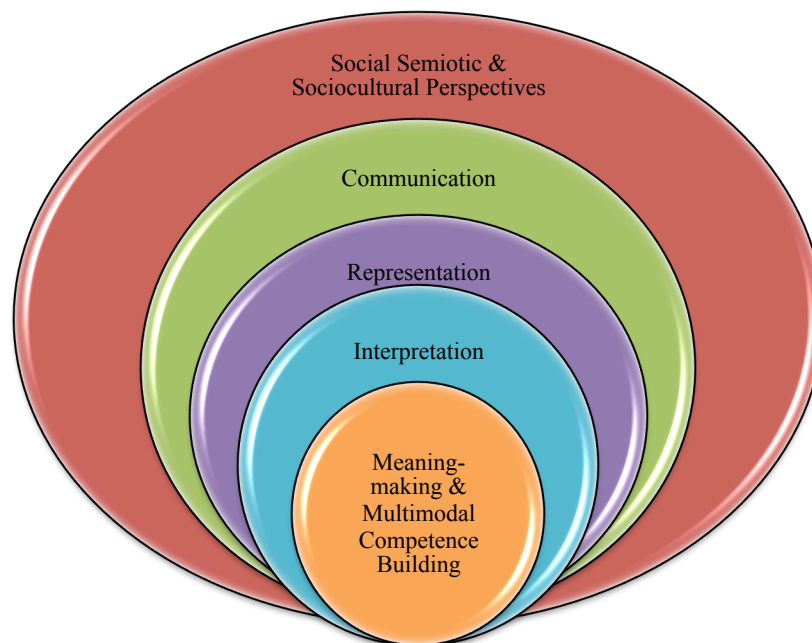 Social Semiotic &
Sociocultural Perspectives
Communication
Representation
Interpretation
Meaning-
making &
Multimodal
Competence
Building